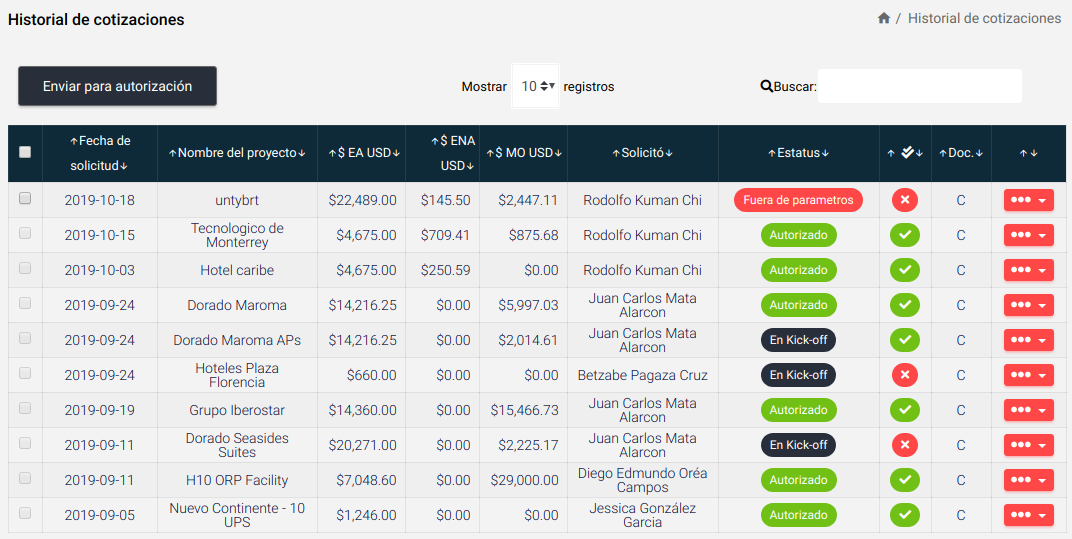 Historial de cotizaciones
/ Historial de cotizaciones
Enviar para autorización
Mostrar 10 registros
Buscar:
Fecha de solicitud Nombre del proyecto $ EA USD $ ENA USD $ MO USD Solicitó Estatus Doc.
2019-10-18 untybrt $22,489.00 $145.50 $2,447.11 Rodolfo Kuman Chi Fuera de parametros C
2019-10-15 Tecnologico de Monterrey $4,675.00 $709.41 $875.68 Rodolfo Kuman Chi Autorizado C
2019-10-03 Hotel caribe $4,675.00 $250.59 $0.00 Rodolfo Kuman Chi Autorizado C
2019-09-24 Dorado Maroma $14,216.25 $0.00 $5,997.03 Juan Carlos Mata Alarcon Autorizado C
2019-09-24 Dorado Maroma APs $14,216.25 $0.00 $2,014.61 Juan Carlos Mata Alarcon En Kick-off C
2019-09-24 Hoteles Plaza Florencia $660.00 $0.00 $0.00 Betzabe Pagaza Cruz En Kick-off C
2019-09-19 Grupo Iberostar $14,360.00 $0.00 $15,466.73 Juan Carlos Mata Alarcon Autorizado C
2019-09-11 Dorado Seasides Suites $20,271.00 $0.00 $2,225.17 Juan Carlos Mata Alarcon En Kick-off C
2019-09-11 H10 ORP Facility $7,048.60 $0.00 $29,000.00 Diego Edmundo Oréa Campos Autorizado C
2019-09-05 Nuevo Continente - 10 UPS $1,246.00 $0.00 $0.00 Jessica González Garcia Autorizado C